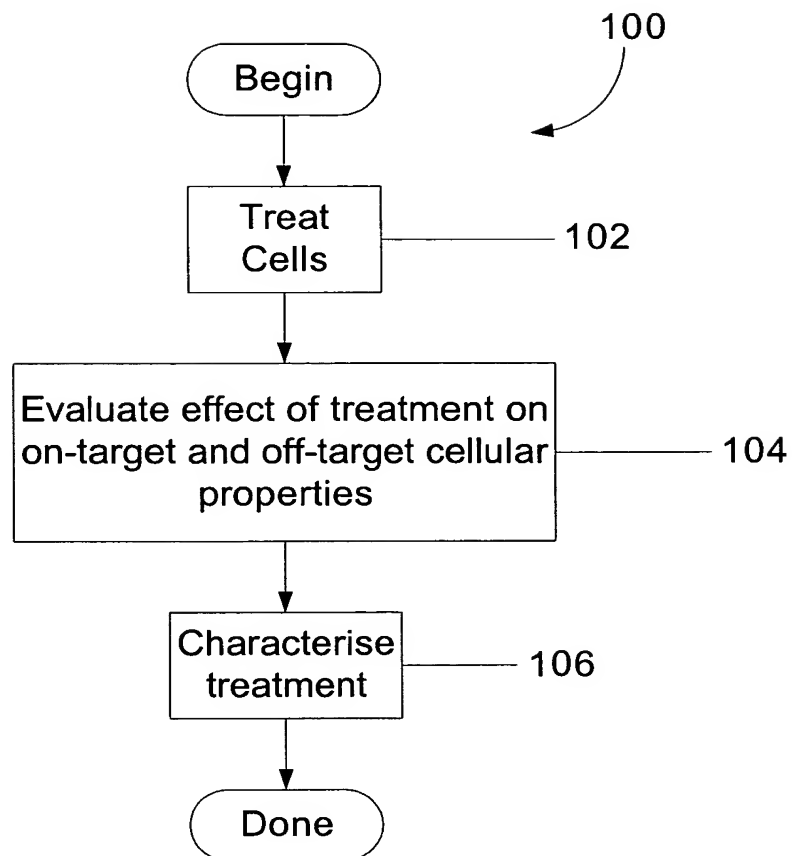 100
Begin
Treat
Cells
102
Evaluate effect of treatment on
on-target and off-target cellular
properties
104
Characterise
treatment
106
Done